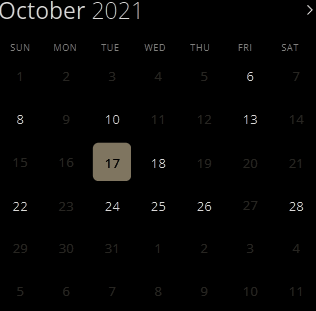 October 2021
SUN MON TUE WED THU FRI SAT
1 2 3 4 5 6 7
8 9 10 11 12 13 14
15 16 17 18 19 20 21
22 23 24 25 26 27 28
29 30 31 1 2 3 4
5 6 7 8 9 10 11